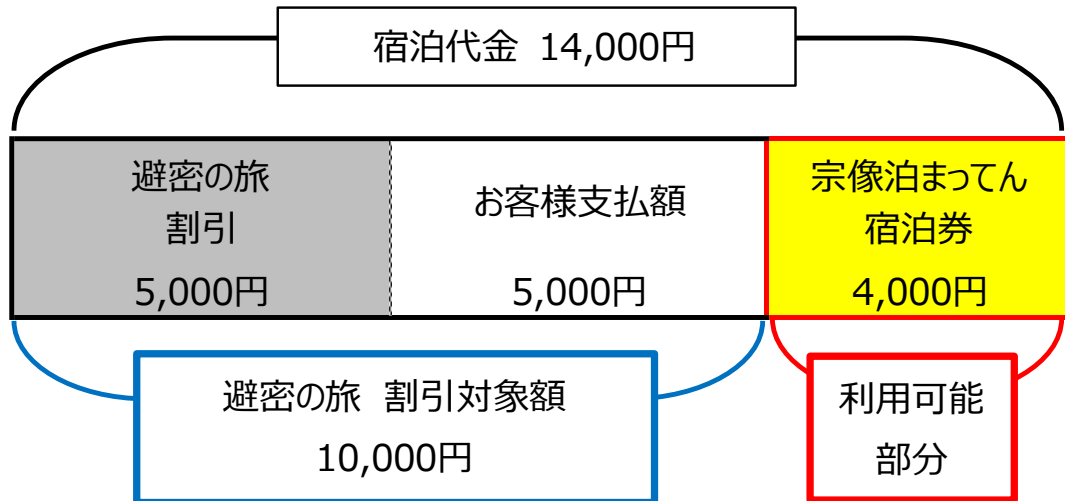 宿泊代金 14,000円
避密の旅
割引
5,000円
お客様支払額
5,000円
宗像泊まってん
宿泊券
4,000円
避密の旅 割引対象額
10,000円
利用可能
部分